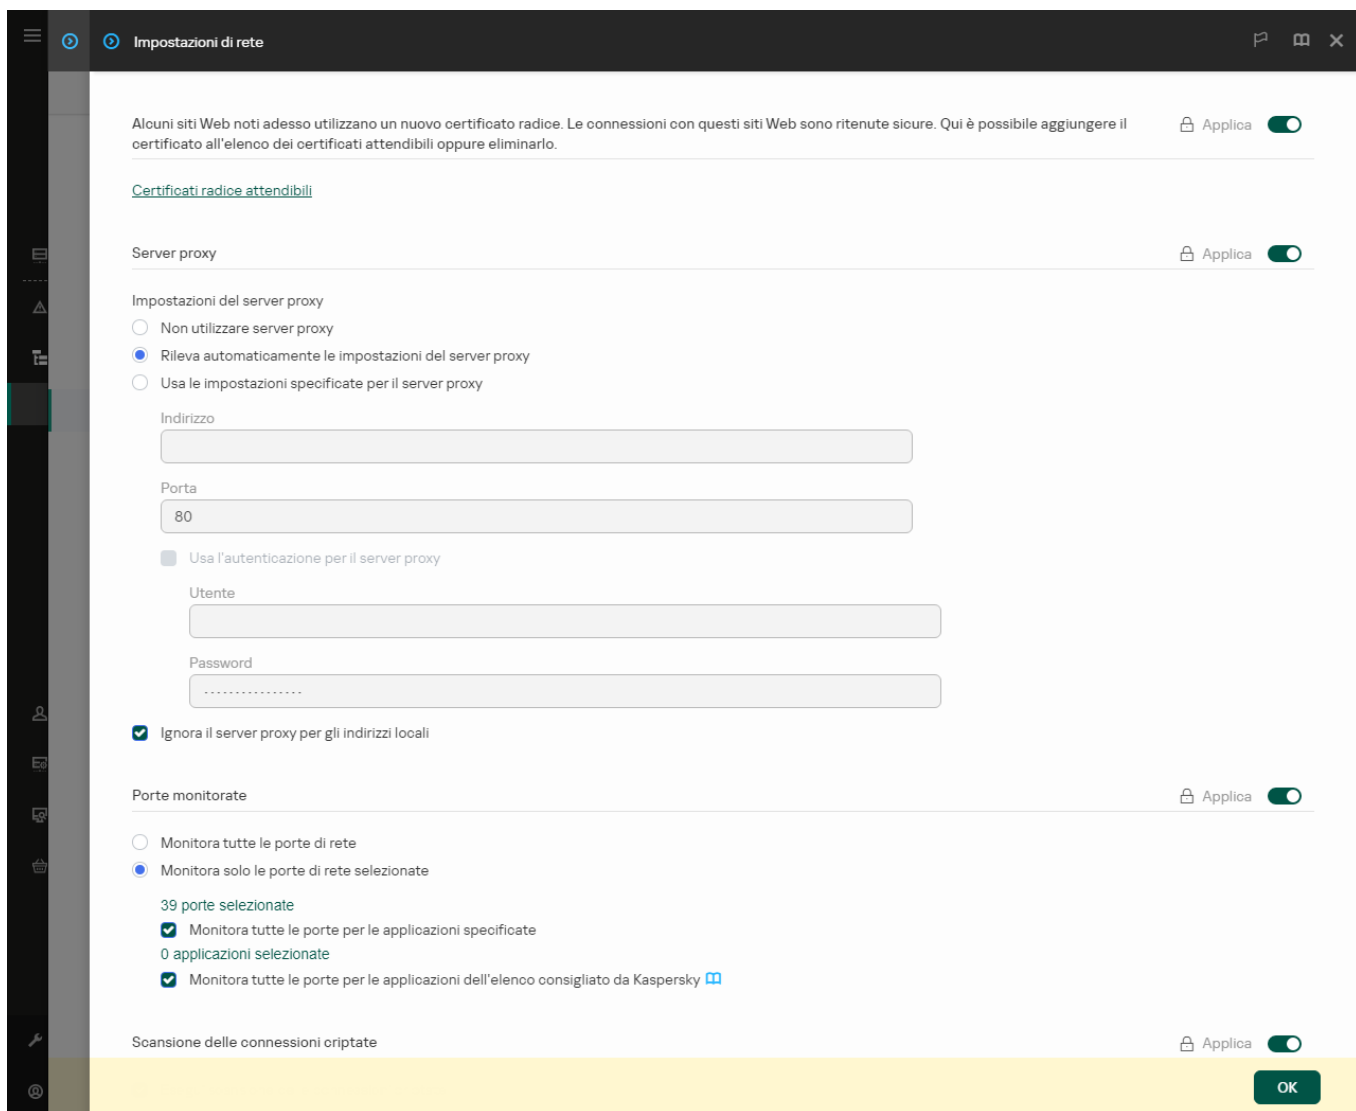 Impostazioni di rete
Alcuni siti Web noti adesso utilizzano un nuovo certificato radice. Le connessioni con questi siti Web sono ritenute sicure. Qui è possibile aggiungere il
certificato all'elenco dei certificati attendibili oppure eliminarlo.
Applica
Certificati radice attendibili
Server proxy
Applica
Impostazioni del server proxy
Non utilizzare server proxy
Rileva automaticamente le impostazioni del server proxy
Usa le impostazioni specificate per il server proxy
Indirizzo
Porta
80
Usa l'autenticazione per il server proxy
Utente
Password
Ignora il server proxy per gli indirizzi locali
Porte monitorate
Applica
Monitora tutte le porte di rete
Monitora solo le porte di rete selezionate
39 porte selezionate
Monitora tutte le porte per le applicazioni specificate
0 applicazioni selezionate
Monitora tutte le porte per le applicazioni dell'elenco consigliato da Kaspersky
Scansione delle connessioni criptate
Applica
OK